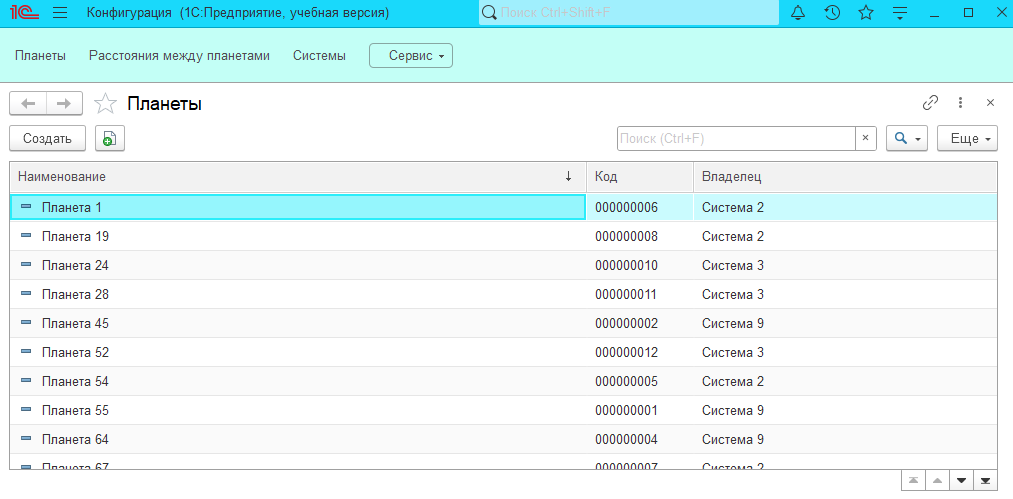 1С Конфигурация (1С:Предприятие, учебная версия) Поиск Ctrl+Shift+F
Планеты Расстояния между планетами Системы Сервис
Планеты
Создать Поиск (Ctrl+F) × Еще
Наименование ↓ Код Владелец
Планета 1 000000006 Система 2
Планета 19 000000008 Система 2
Планета 24 000000010 Система 3
Планета 28 000000011 Система 3
Планета 45 000000002 Система 9
Планета 52 000000012 Система 3
Планета 54 000000005 Система 2
Планета 55 000000001 Система 9
Планета 64 000000004 Система 9
Планета 67 000000007 Система 2